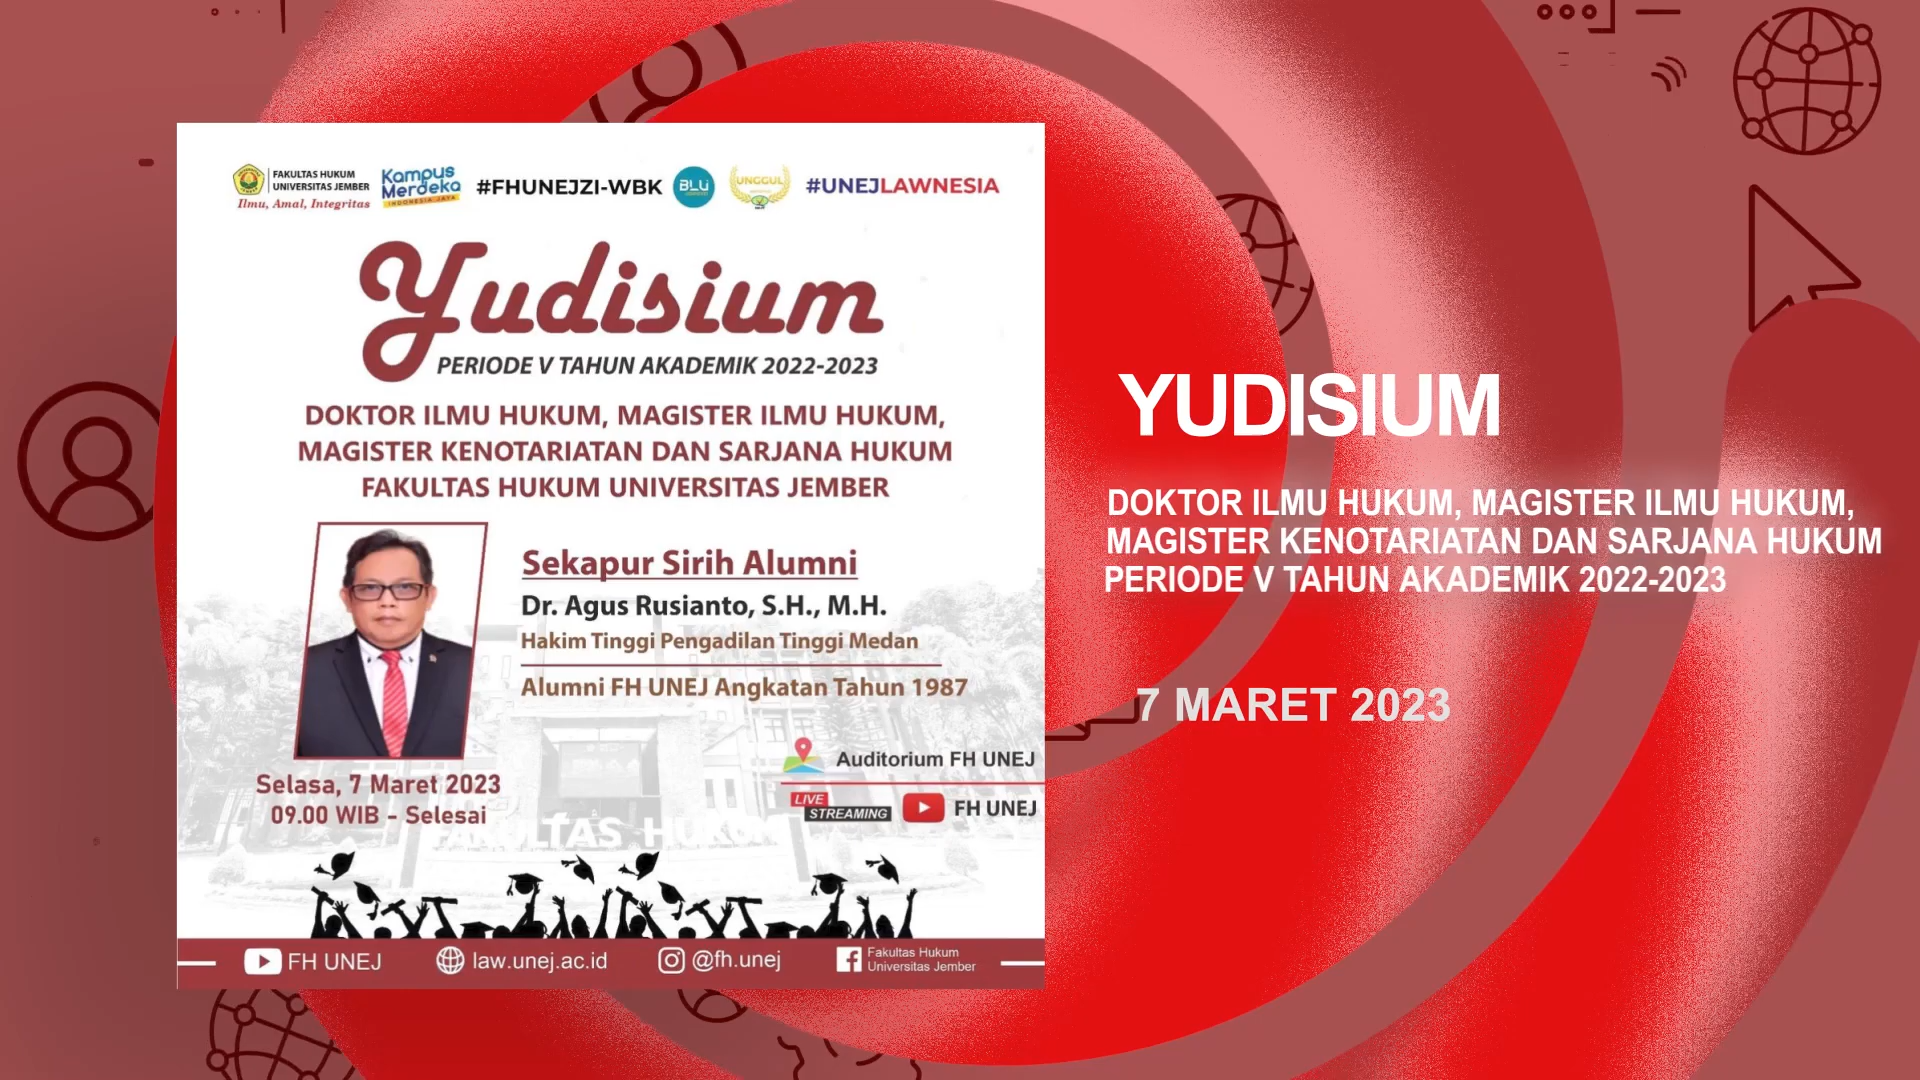 FAKULTAS HUKUM
UNIVERSITAS JEMBER
Ilmu, Amal, Integritas
Kampus
Merdeka
INDONESIA JAYA
#FHUNEJZI-WBK
BLU
UNGGUL
#UNEJLAWNESIA
Yudisium
PERIODE V TAHUN AKADEMIK 2022-2023
DOKTOR ILMU HUKUM, MAGISTER ILMU HUKUM,
MAGISTER KENOTARIATAN DAN SARJANA HUKUM
FAKULTAS HUKUM UNIVERSITAS JEMBER
Sekapur Sirih Alumni
Dr. Agus Rusianto, S.H., M.H.
Hakim Tinggi Pengadilan Tinggi Medan
Alumni FH UNEJ Angkatan Tahun 1987
Selasa, 7 Maret 2023
09.00 WIB - Selesai
Auditorium FH UNEJ
LIVE
STREAMING
FH UNEJ
FAKULTAS HUKUM
FH UNEJ
law.unej.ac.id
@fh.unej
Fakultas Hukum
Universitas Jember
YUDISIUM
DOKTOR ILMU HUKUM, MAGISTER ILMU HUKUM,
MAGISTER KENOTARIATAN DAN SARJANA HUKUM
PERIODE V TAHUN AKADEMIK 2022-2023
7 MARET 2023